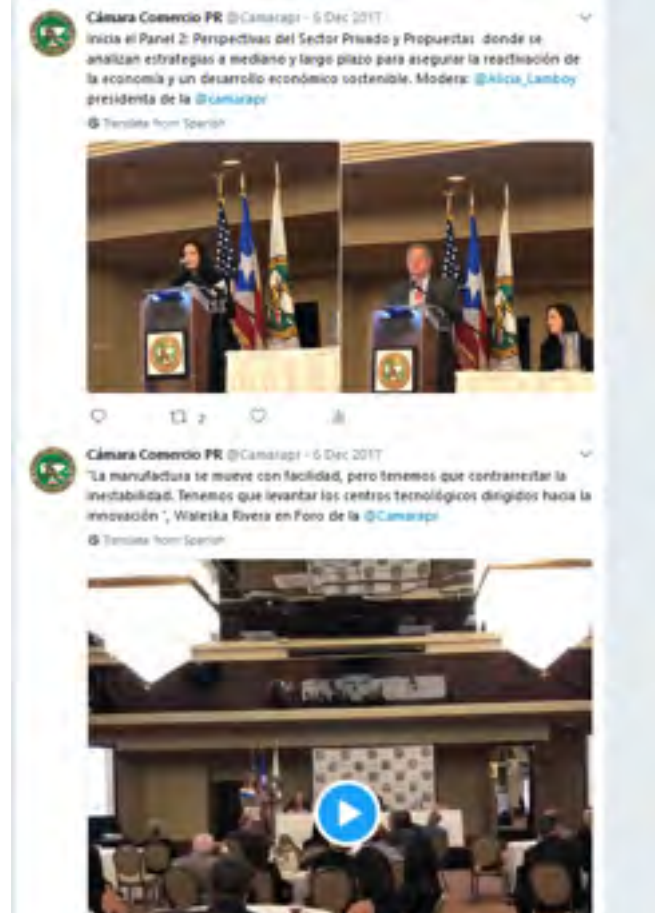 Cámara Comercio PR @Camarapr - 6 Dec 2017
Inicia el Panel 2: Perspectivas del Sector Privado y Propuestas donde se
analizan estrategias a mediano y largo plazo para asegurar la reactivación de
la economía y un desarrollo económico sostenible. Modera: @Alicia_Lamboy
presidenta de la @camarapr
Translate from Spanish
2
Cámara Comercio PR @Camarapr - 6 Dec 2017
"La manufactura se mueve con facilidad, pero tenemos que contrarrestar la
inestabilidad. Tenemos que levantar los centros tecnológicos dirigidos hacia la
innovación ", Waleska Rivera en Foro de la @Camarapr
Translate from Spanish